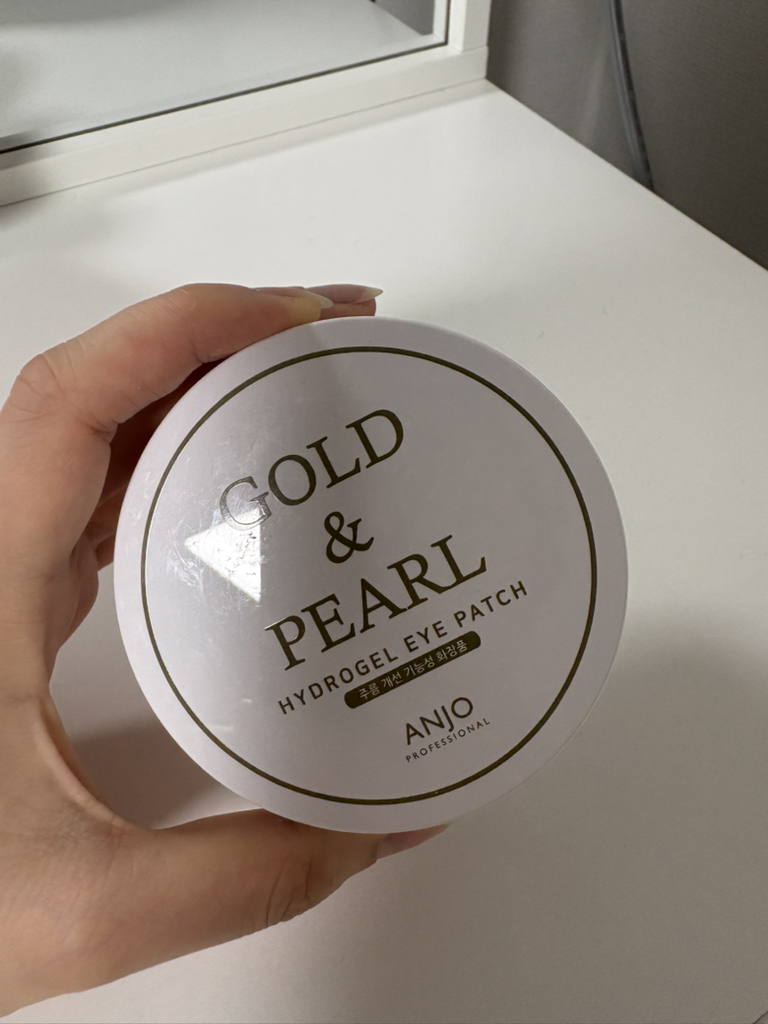 GOLD
&
PEARL
HYDROGEL EYE PATCH
주름 개선 기능성 화장품
ANJO
PROFESSIONAL